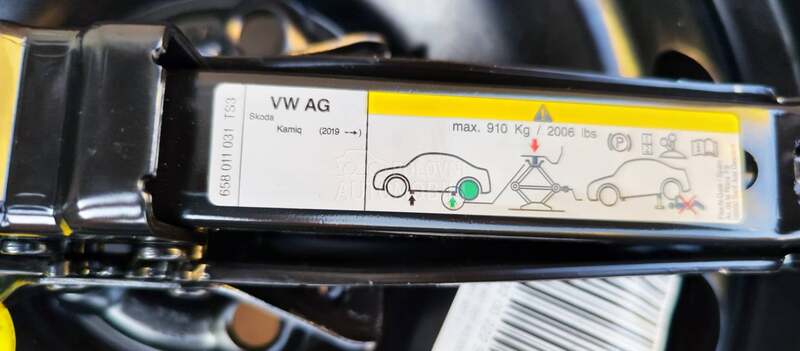 658 011 031 TS3
VW AG
Skoda
Kamiq (2019 →)
max. 910 Kg / 2006 lbs
P